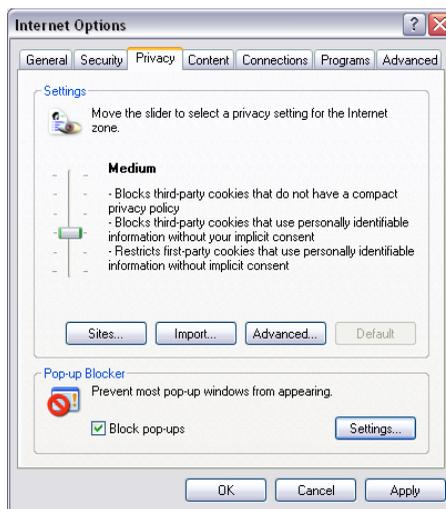 Internet Options
General Security Privacy Content Connections Programs Advanced
Settings
Move the slider to select a privacy setting for the Internet
zone.
Medium
- Blocks third-party cookies that do not have a compact
privacy policy
- Blocks third-party cookies that use personally identifiable
information without your implicit consent
- Restricts first-party cookies that use personally identifiable
information without implicit consent
Sites... Import... Advanced... Default
Pop-up Blocker
Prevent most pop-up windows from appearing.
Block pop-ups Settings...
OK Cancel Apply